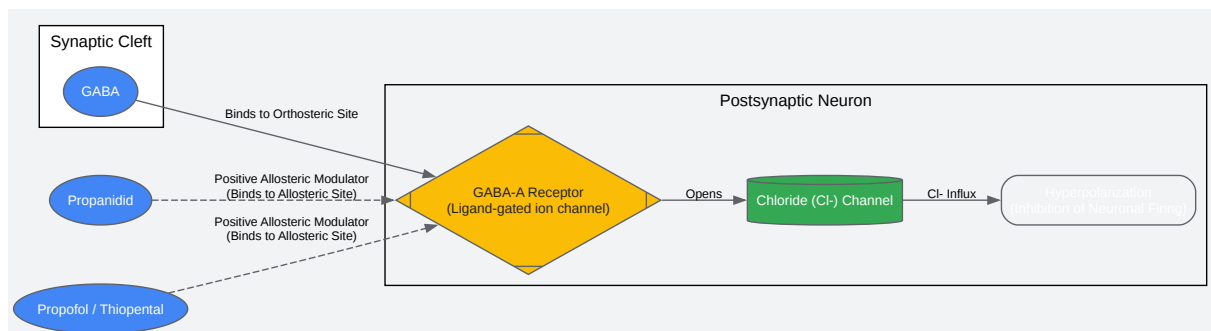 Synaptic Cleft
GABA
Binds to Orthosteric Site
Postsynaptic Neuron
Propanidid
Positive Allosteric Modulator
(Binds to Allosteric Site)
Positive Allosteric Modulator
(Binds to Allosteric Site)
GABA-A Receptor
(Ligand-gated ion channel)
Opens
Chloride (Cl-) Channel
Cl- Influx
Hyperpolarization
(Inhibition of Neuronal Firing)
Propofol / Thiopental